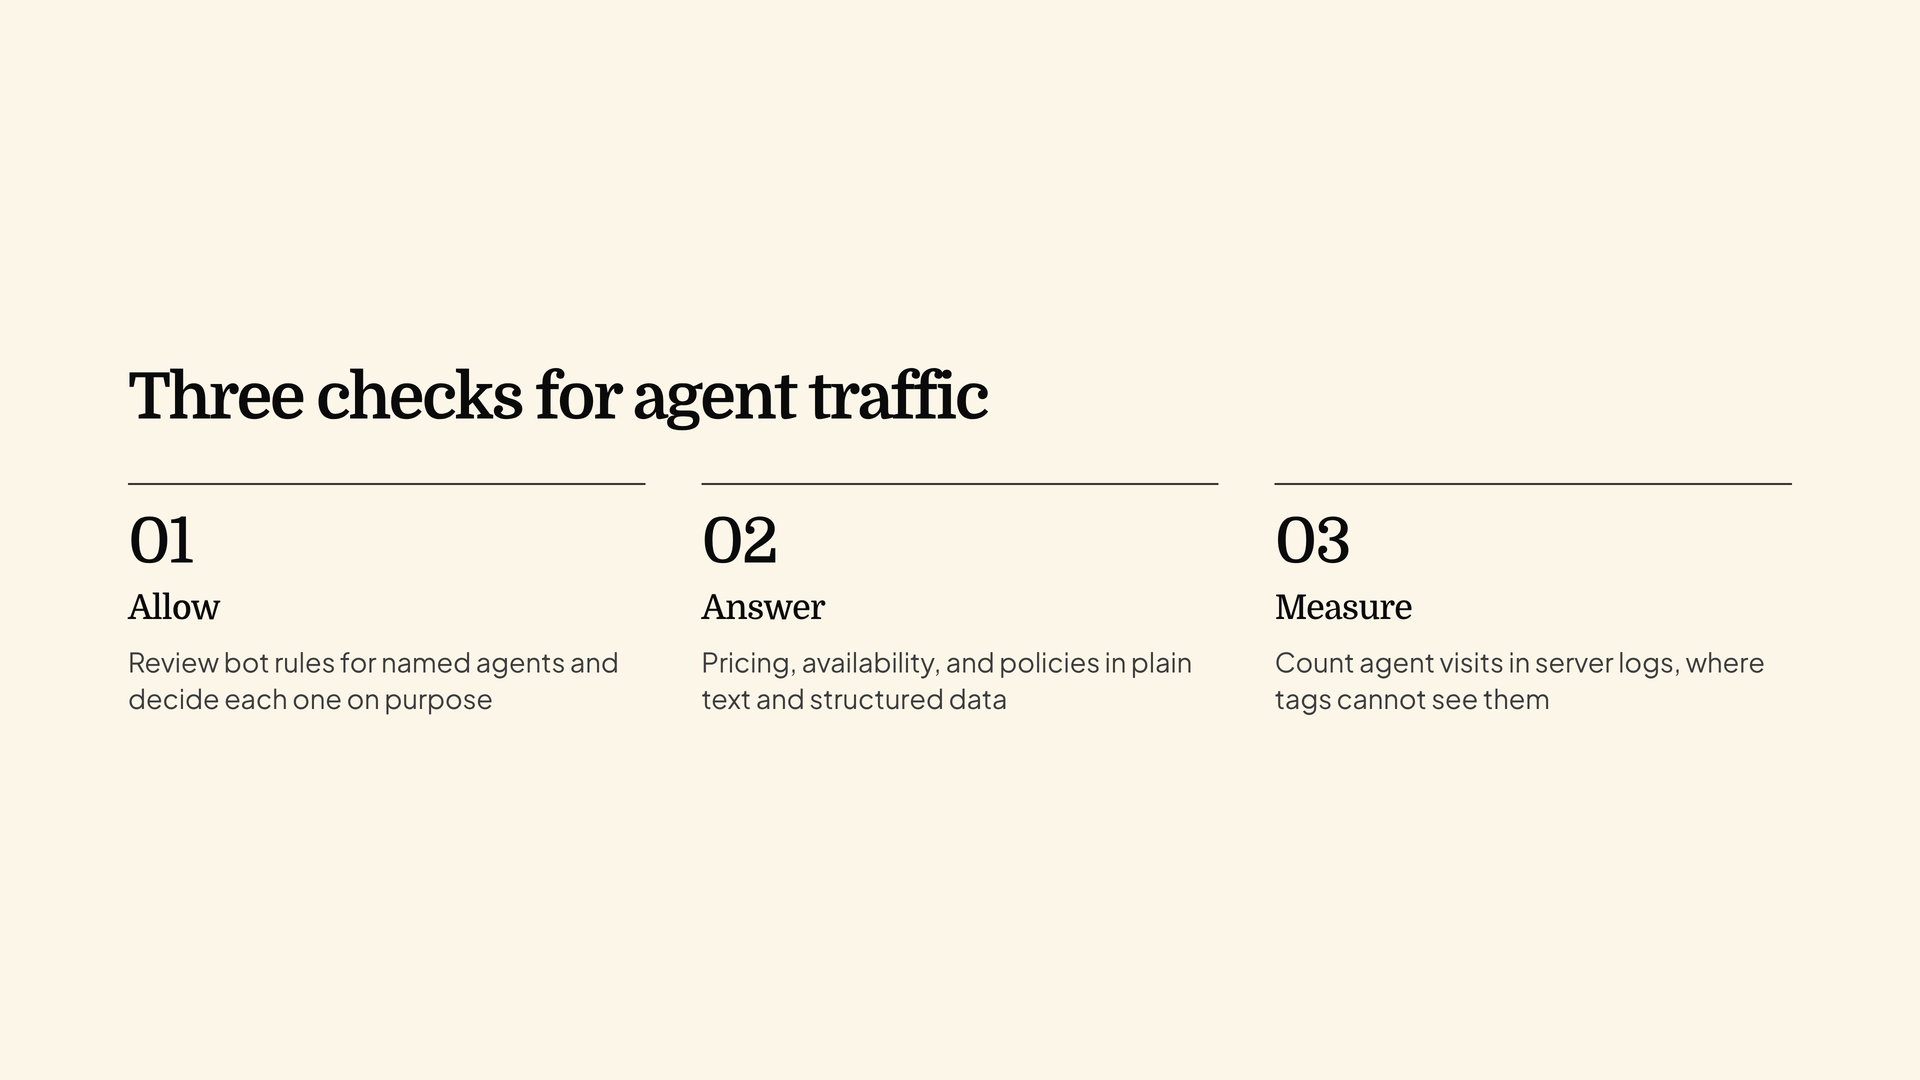 Three checks for agent traffic
01
Allow
Review bot rules for named agents and
decide each one on purpose
02
Answer
Pricing, availability, and policies in plain
text and structured data
03
Measure
Count agent visits in server logs, where
tags cannot see them